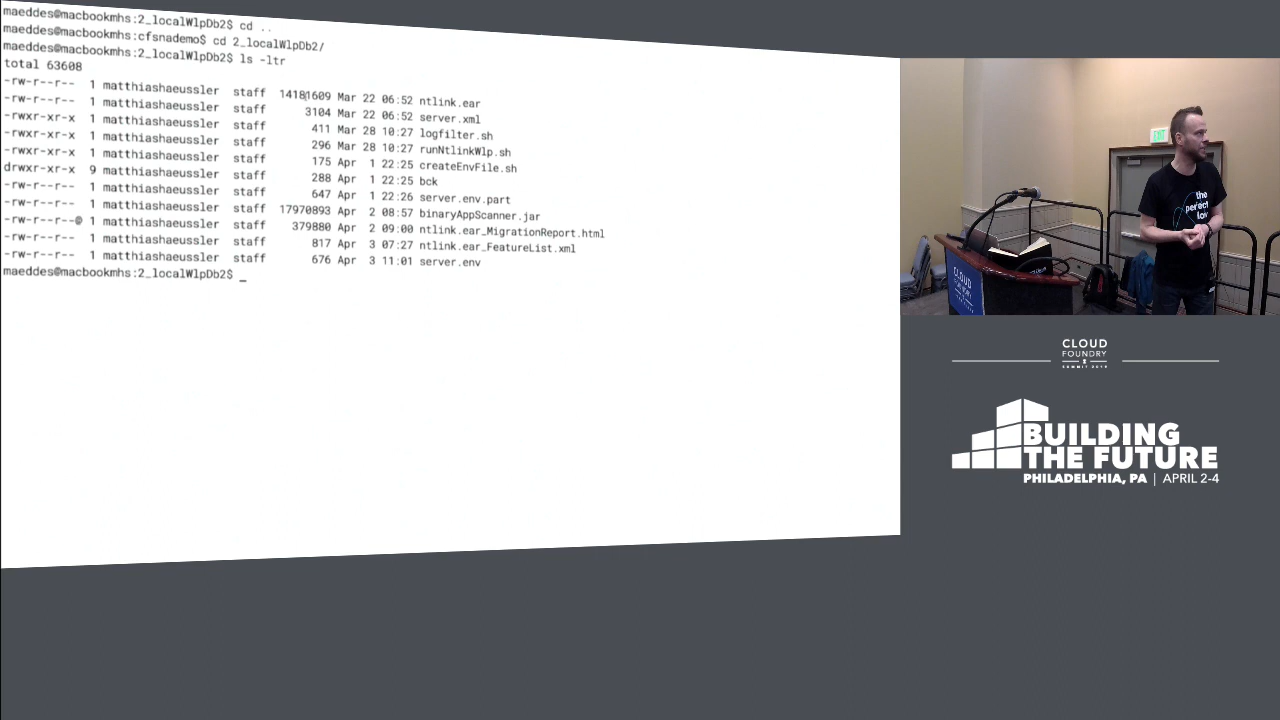 maeddes@macbookmhs:2_localWlpDb2$ cd ..
maeddes@macbookmhs:cfsnademo$ cd 2_localWlpDb2/
maeddes@macbookmhs:2_localWlpDb2$ ls -ltr
total 63608
-rw-r--r-- 1 matthiashaeussler staff 14181609 Mar 22 06:52 ntlink.ear
-rw-r--r-- 1 matthiashaeussler staff 3104 Mar 22 06:52 server.xml
-rwxr-xr-x 1 matthiashaeussler staff 411 Mar 28 10:27 logfilter.sh
-rwxr-xr-x 1 matthiashaeussler staff 296 Mar 28 10:27 runNtlinkWlp.sh
-rwxr-xr-x 1 matthiashaeussler staff 175 Apr 1 22:25 createEnvFile.sh
drwxr-xr-x 9 matthiashaeussler staff 288 Apr 1 22:25 bck
-rw-r--r-- 1 matthiashaeussler staff 647 Apr 1 22:26 server.env.part
-rw-r--r-- 1 matthiashaeussler staff 17970893 Apr 2 08:57 binaryAppScanner.jar
-rw-r--r--@ 1 matthiashaeussler staff 379880 Apr 2 09:00 ntlink.ear_MigrationReport.html
-rw-r--r-- 1 matthiashaeussler staff 817 Apr 3 07:27 ntlink.ear_FeatureList.xml
-rw-r--r-- 1 matthiashaeussler staff 676 Apr 3 11:01 server.env
maeddes@macbookmhs:2_localWlpDb2$ _
EXIT
the
perfect
CLOUD
FOUNDRY
CLOUD
FOUNDRY
SUMMIT 2019
BUILDING
THE FUTURE
PHILADELPHIA, PA | APRIL 2-4